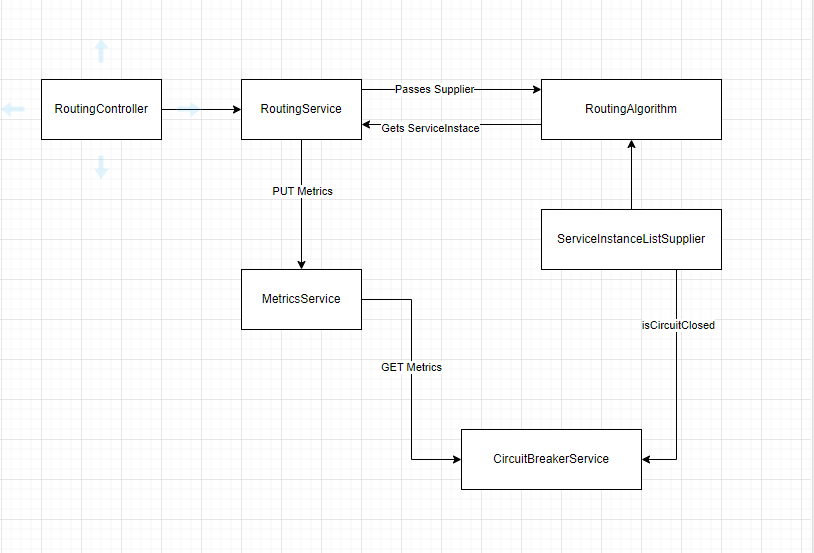 Passes Supplier
RoutingController
RoutingService
RoutingAlgorithm
Gets ServiceInstace
PUT Metrics
ServiceInstanceListSupplier
MetricsService
isCircuitClosed
GET Metrics
CircuitBreakerService